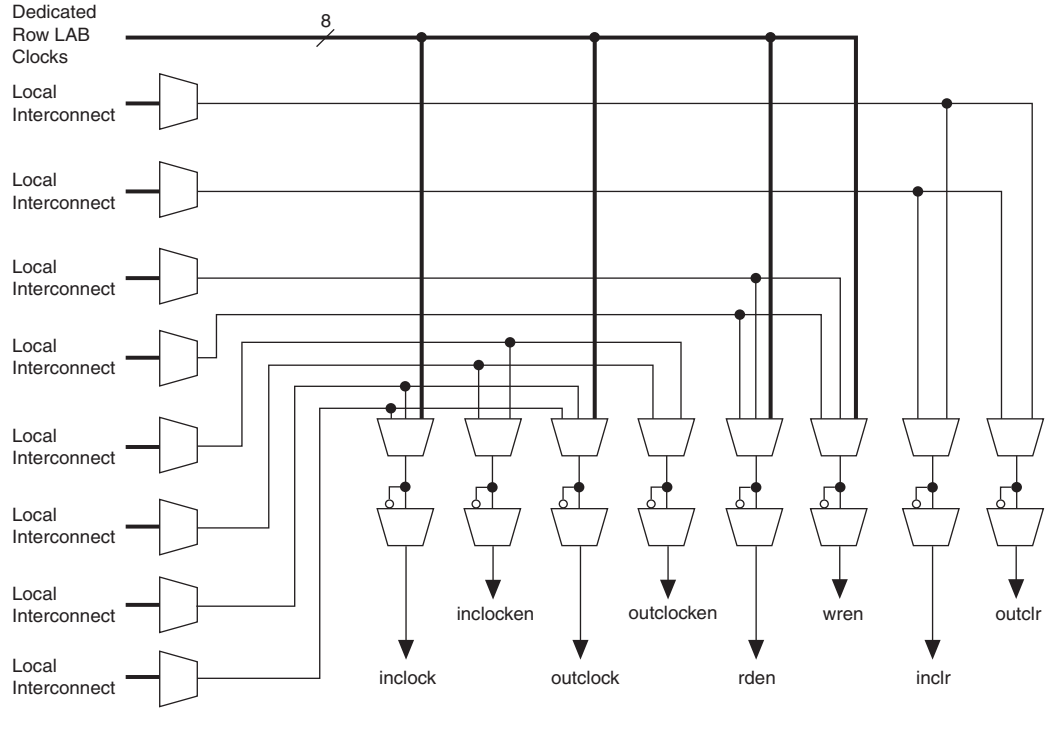 Dedicated
Row LAB
Clocks
8
Local
Interconnect
Local
Interconnect
Local
Interconnect
Local
Interconnect
Local
Interconnect
Local
Interconnect
Local
Interconnect
Local
Interconnect
inclocken
outclocken
wren
outclr
inclock
outclock
rden
inclr